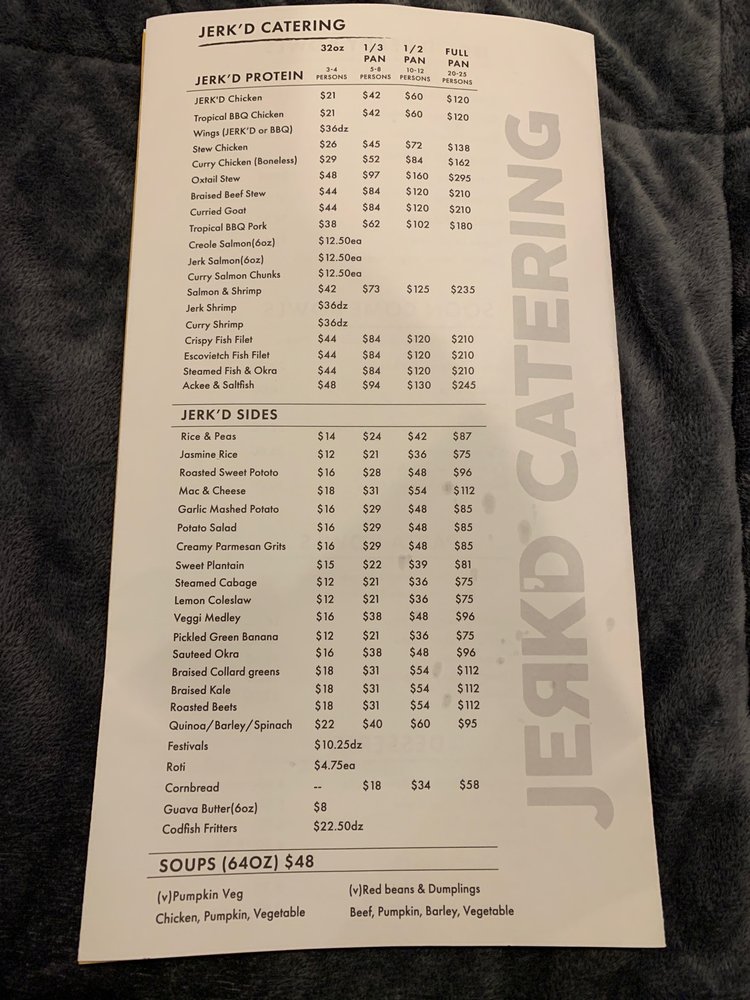 JERK'D CATERING
32oz 1/3 PAN 1/2 PAN FULL PAN
JERK'D PROTEIN 3-4 PERSONS 5-8 PERSONS 10-12 PERSONS 20-25 PERSONS
JERK'D Chicken $21 $42 $60 $120
Tropical BBQ Chicken $21 $42 $60 $120
Wings (JERK'D or BBQ) $36dz
Stew Chicken $26 $45 $72 $138
Curry Chicken (Boneless) $29 $52 $84 $162
Oxtail Stew $48 $97 $160 $295
Braised Beef Stew $44 $84 $120 $210
Curried Goat $44 $84 $120 $210
Tropical BBQ Pork $38 $62 $102 $180
Creole Salmon(6oz) $12.50ea
Jerk Salmon(6oz) $12.50ea
Curry Salmon Chunks $12.50ea
Salmon & Shrimp $42 $73 $125 $235
Jerk Shrimp $36dz
Curry Shrimp $36dz
Crispy Fish Filet $44 $84 $120 $210
Escovietch Fish Filet $44 $84 $120 $210
Steamed Fish & Okra $44 $84 $120 $210
Ackee & Saltfish $48 $94 $130 $245
JERK'D SIDES
Rice & Peas $14 $24 $42 $87
Jasmine Rice $12 $21 $36 $75
Roasted Sweet Pototo $16 $28 $48 $96
Mac & Cheese $18 $31 $54 $112
Garlic Mashed Potato $16 $29 $48 $85
Potato Salad $16 $29 $48 $85
Creamy Parmesan Grits $16 $29 $48 $85
Sweet Plantain $15 $22 $39 $81
Steamed Cabage $12 $21 $36 $75
Lemon Coleslaw $12 $21 $36 $75
Veggi Medley $16 $38 $48 $96
Pickled Green Banana $12 $21 $36 $75
Sauteed Okra $16 $38 $48 $96
Braised Collard greens $18 $31 $54 $112
Braised Kale $18 $31 $54 $112
Roasted Beets $18 $31 $54 $112
Quinoa/Barley/Spinach $22 $40 $60 $95
Festivals $10.25dz
Roti $4.75ea
Cornbread -- $18 $34 $58
Guava Butter(6oz) $8
Codfish Fritters $22.50dz
SOUPS (64OZ) $48
(v)Pumpkin Veg (v)Red beans & Dumplings
Chicken, Pumpkin, Vegetable Beef, Pumpkin, Barley, Vegetable
JERKD CATERING